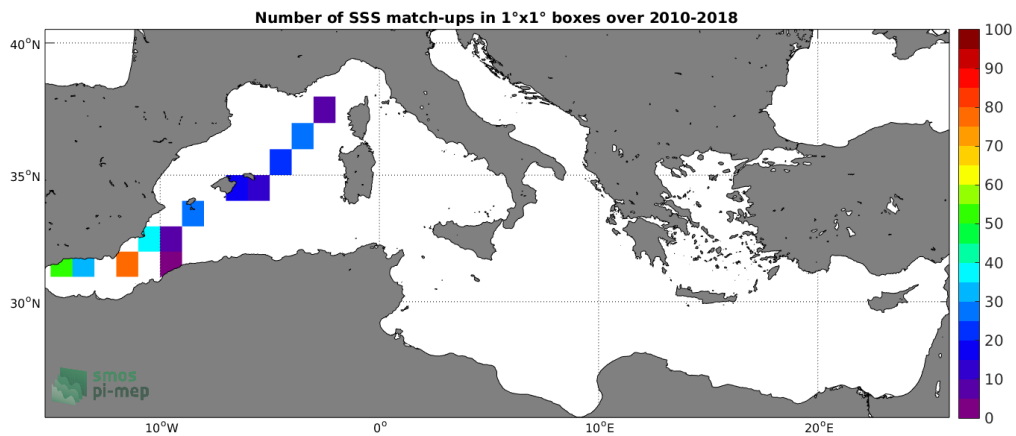 Number of SSS match-ups in 1°x1° boxes over 2010-2018
40°N
35°N
30°N
10°W
0°
10°E
20°E
100
90
80
70
60
50
40
30
20
10
0
smos
pi-mep